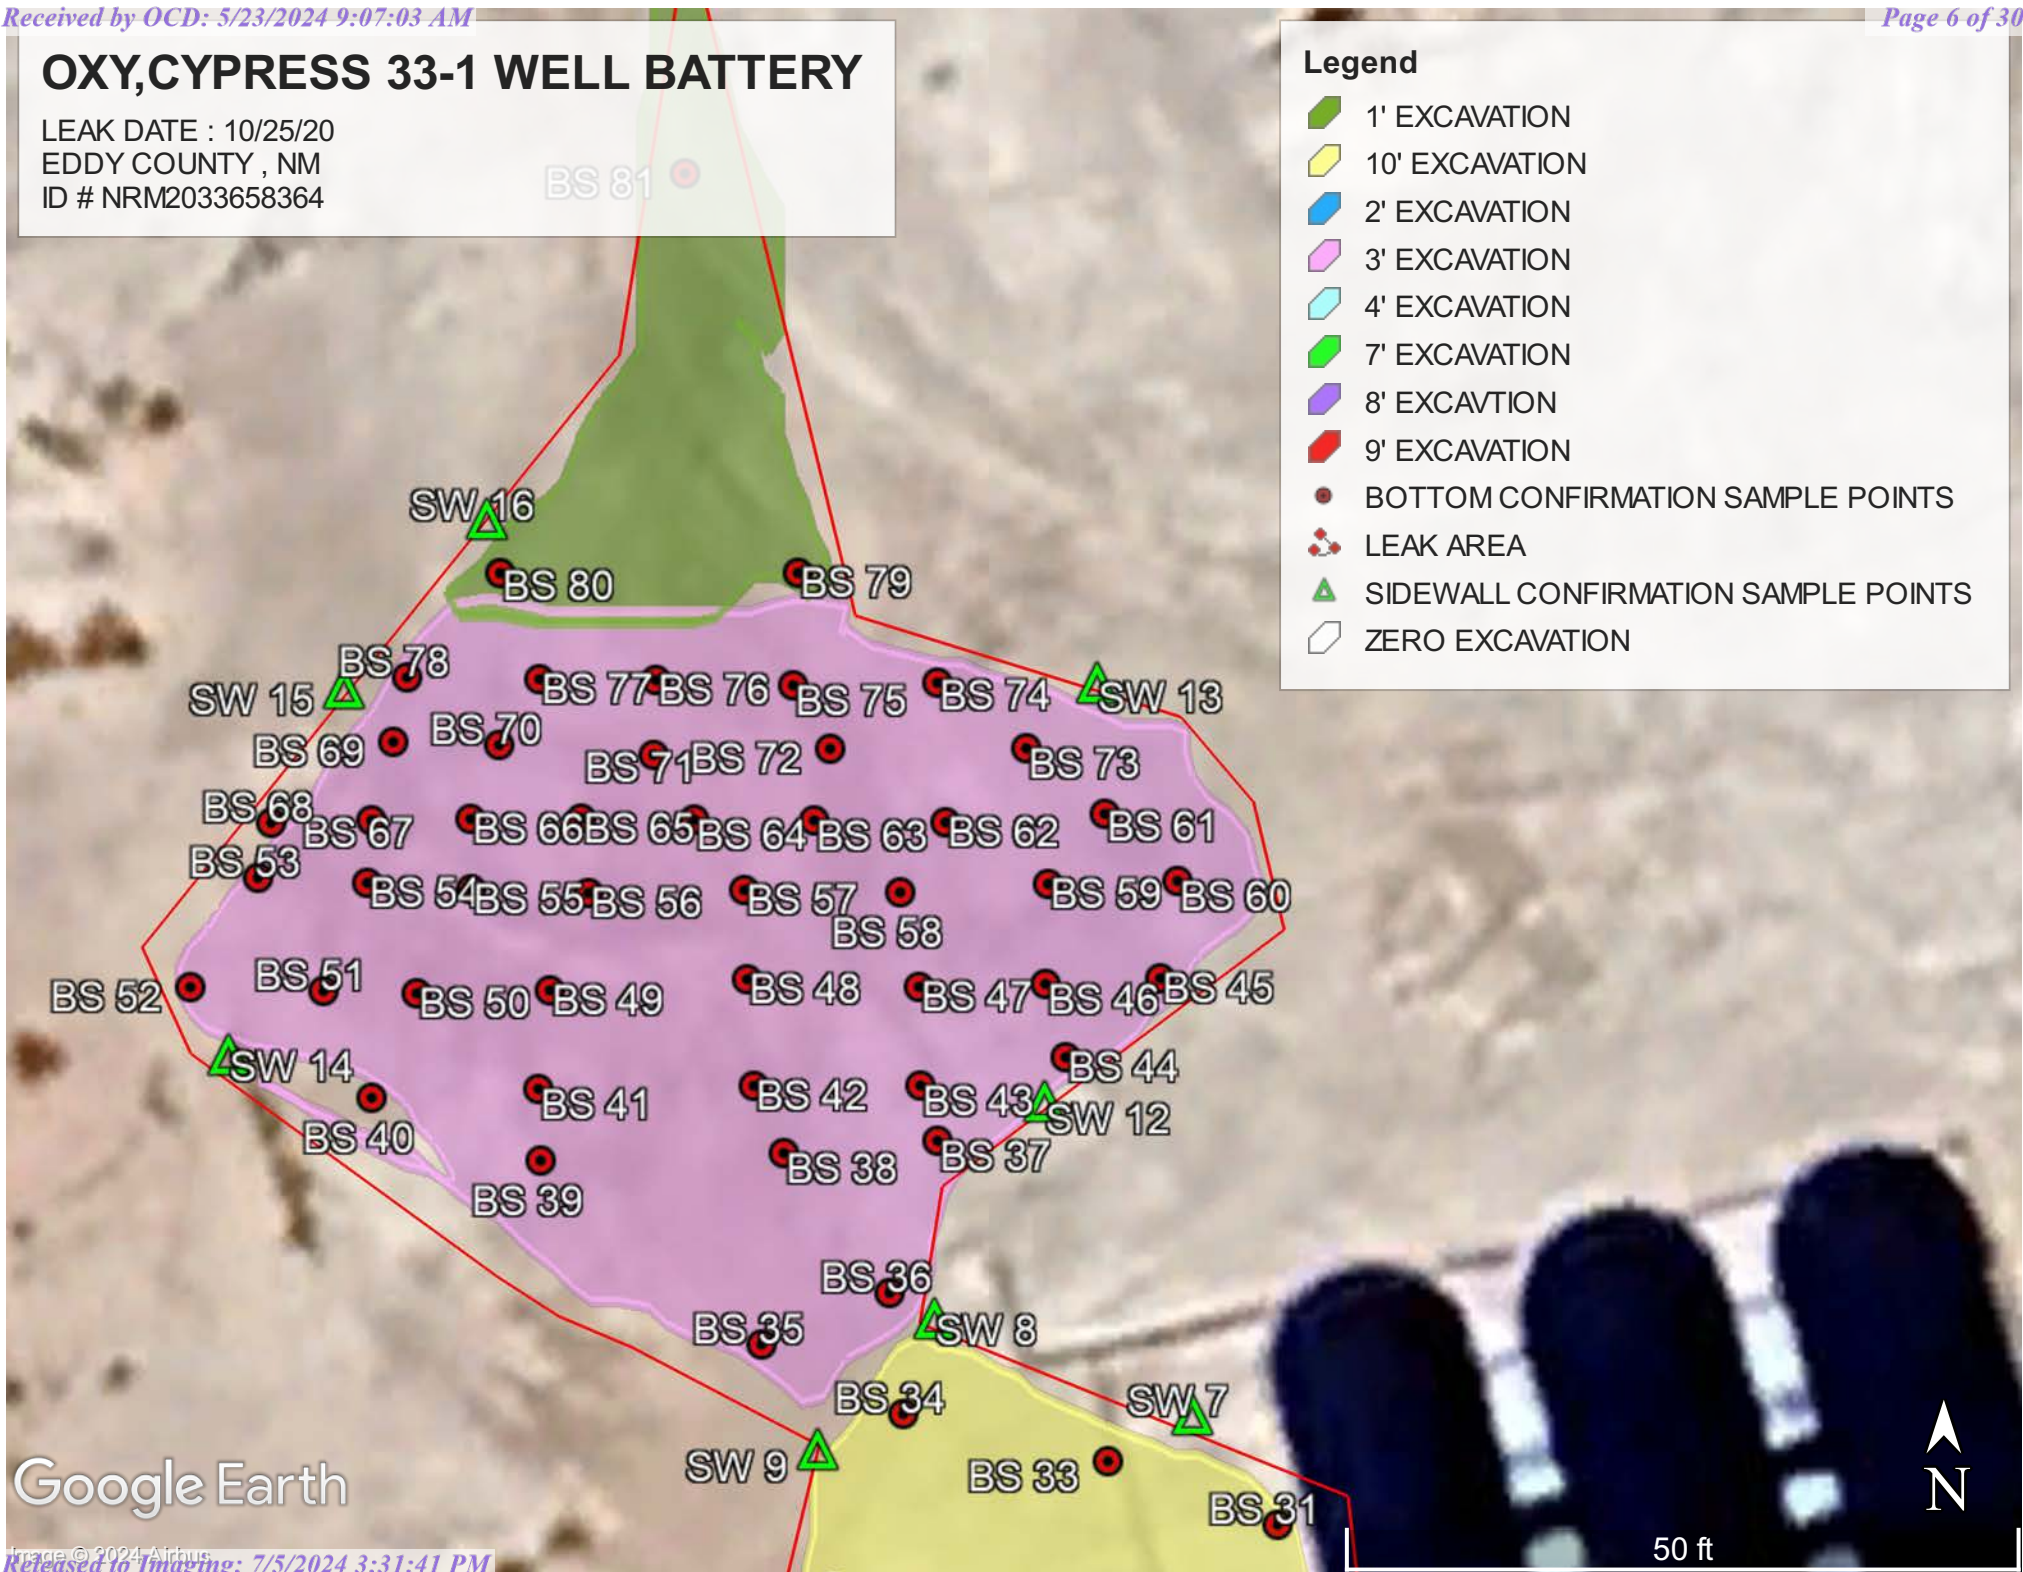 Received by OCD: 5/23/2024 9:07:03 AM
Page 6 of 30
OXY,CYPRESS 33-1 WELL BATTERY
LEAK DATE : 10/25/20
EDDY COUNTY , NM
ID # NRM2033658364
Legend
1' EXCAVATION
10' EXCAVATION
2' EXCAVATION
3' EXCAVATION
4' EXCAVATION
7' EXCAVATION
8' EXCAVTION
9' EXCAVATION
BOTTOM CONFIRMATION SAMPLE POINTS
LEAK AREA
SIDEWALL CONFIRMATION SAMPLE POINTS
ZERO EXCAVATION
BS 81
SW 16
BS 80
BS 79
BS 78
SW 15
BS 77
BS 76
BS 75
BS 74
SW 13
BS 69
BS 70
BS 71
BS 72
BS 73
BS 68
BS 67
BS 66
BS 65
BS 64
BS 63
BS 62
BS 61
BS 53
BS 54
BS 55
BS 56
BS 57
BS 58
BS 59
BS 60
BS 52
BS 51
BS 50
BS 49
BS 48
BS 47
BS 46
BS 45
SW 14
BS 44
BS 40
BS 41
BS 42
BS 43
SW 12
BS 39
BS 38
BS 37
BS 36
BS 35
SW 8
BS 34
SW 7
SW 9
BS 33
BS 31
Google Earth
N
50 ft
Image © 2024 Airbus
Released to Imaging: 7/5/2024 3:31:41 PM